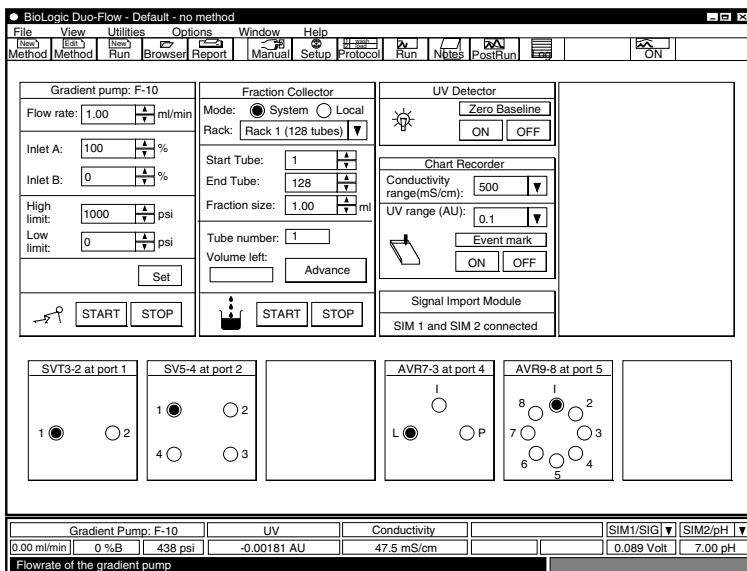 BioLogic Duo-Flow - Default - no method
File View Utilities Options Window Help
New Edit New wash load
Method Method Run Browser Report Manual Setup Protocol Run Notes PostRun Log ON
Gradient pump: F-10
Flow rate: 1.00 ml/min
Inlet A: 100 %
Inlet B: 0 %
High limit: 1000 psi
Low limit: 0 psi
Set
START STOP
Fraction Collector
Mode: System Local
Rack: Rack 1 (128 tubes)
Start Tube: 1
End Tube: 128
Fraction size: 1.00 ml
Tube number: 1
Volume left:
Advance
START STOP
UV Detector
Zero Baseline
ON OFF
Chart Recorder
Conductivity
range(mS/cm): 500
UV range (AU): 0.1
Event mark
ON OFF
Signal Import Module
SIM 1 and SIM 2 connected
SVT3-2 at port 1
1 2
SV5-4 at port 2
1 2
4 3
AVR7-3 at port 4
I
L P
AVR9-8 at port 5
I
8 2
7 3
6 4
5
Gradient Pump: F-10 UV Conductivity SIM1/SIG SIM2/pH
0.00 ml/min 0 %B 438 psi -0.00181 AU 47.5 mS/cm 0.089 Volt 7.00 pH
Flowrate of the gradient pump